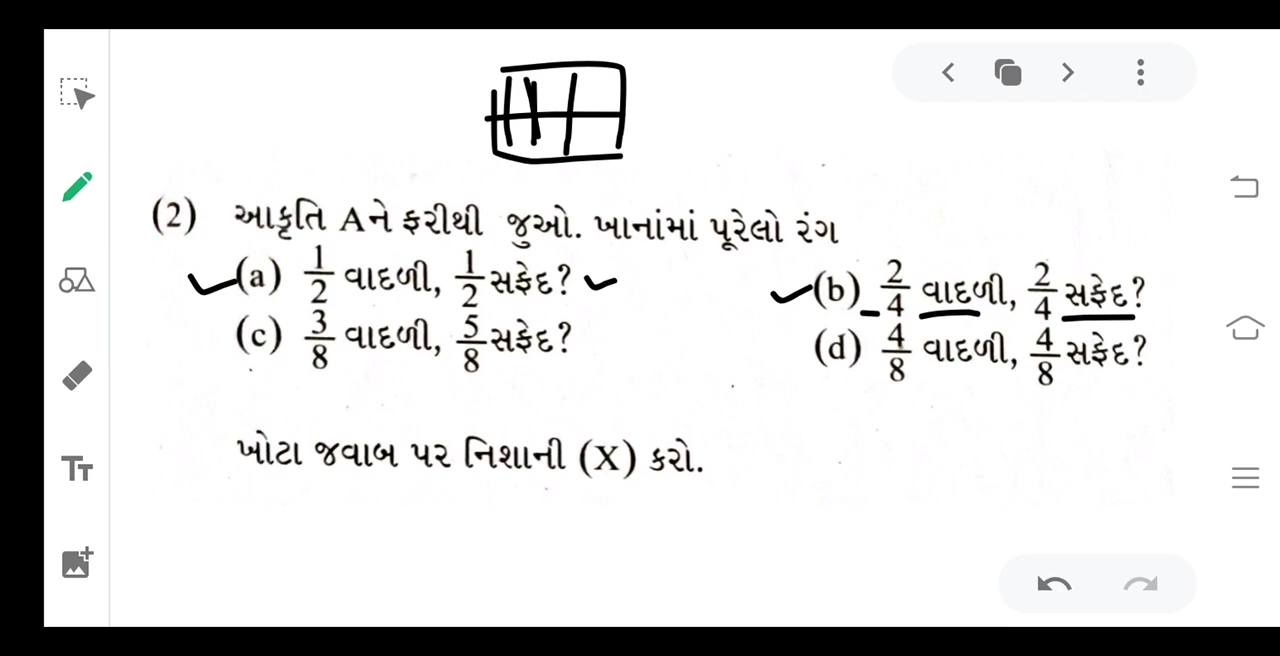 (2) આકૃતિ Aને ફરીથી જુઓ. ખાનાંમાં પૂરેલો રંગ
(a) 1/2 વાદળી, 1/2 સફેદ? (b) 2/4 વાદળી, 2/4 સફેદ?
(c) 3/8 વાદળી, 5/8 સફેદ? (d) 4/8 વાદળી, 4/8 સફેદ?
ખોટા જવાબ પર નિશાની (X) કરો.
TT